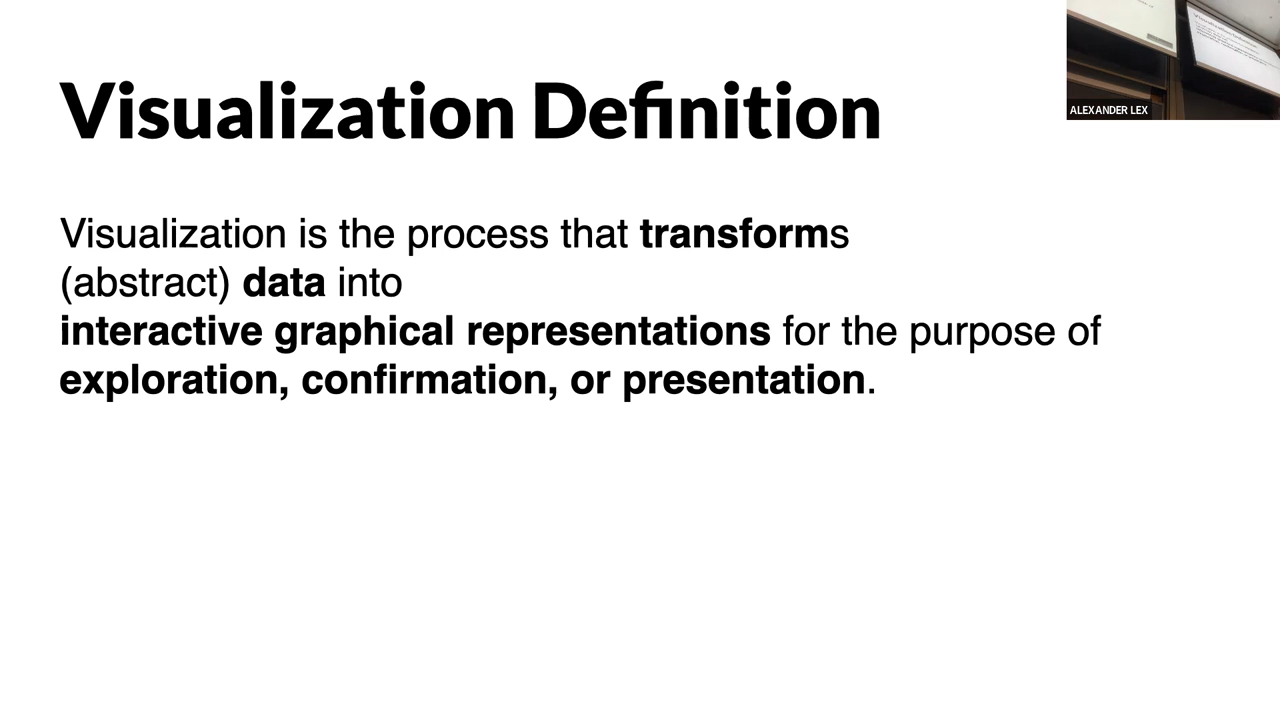 Visualization Definition
Visualization is the process that transforms
(abstract) data into
interactive graphical representations for the purpose of
exploration, confirmation, or presentation.
ALEXANDER LEX